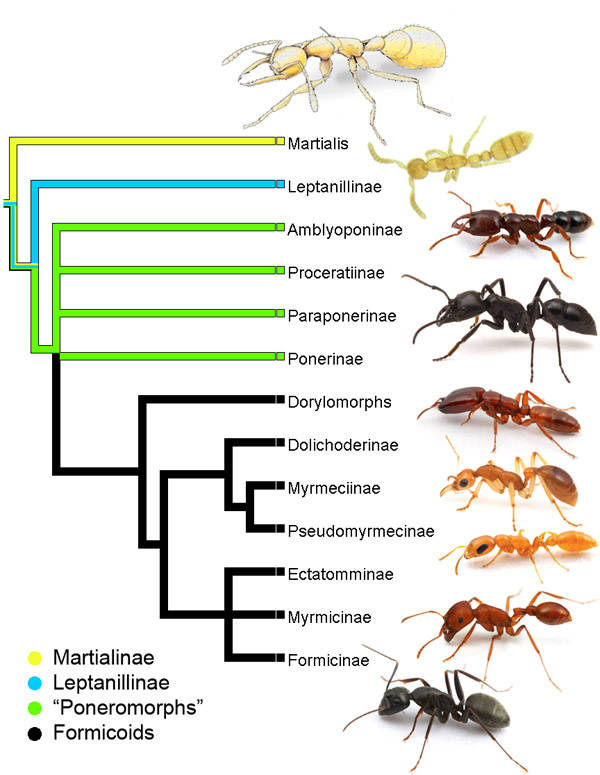 Martialis
Leptanillinae
Amblyoponinae
Proceratiinae
Paraponerinae
Ponerinae
Dorylomorphs
Dolichoderinae
Myrmeciinae
Pseudomyrmecinae
Ectatomminae
Myrmicinae
Formicinae
Martialinae
Leptanillinae
“Poneromorphs”
Formicoids